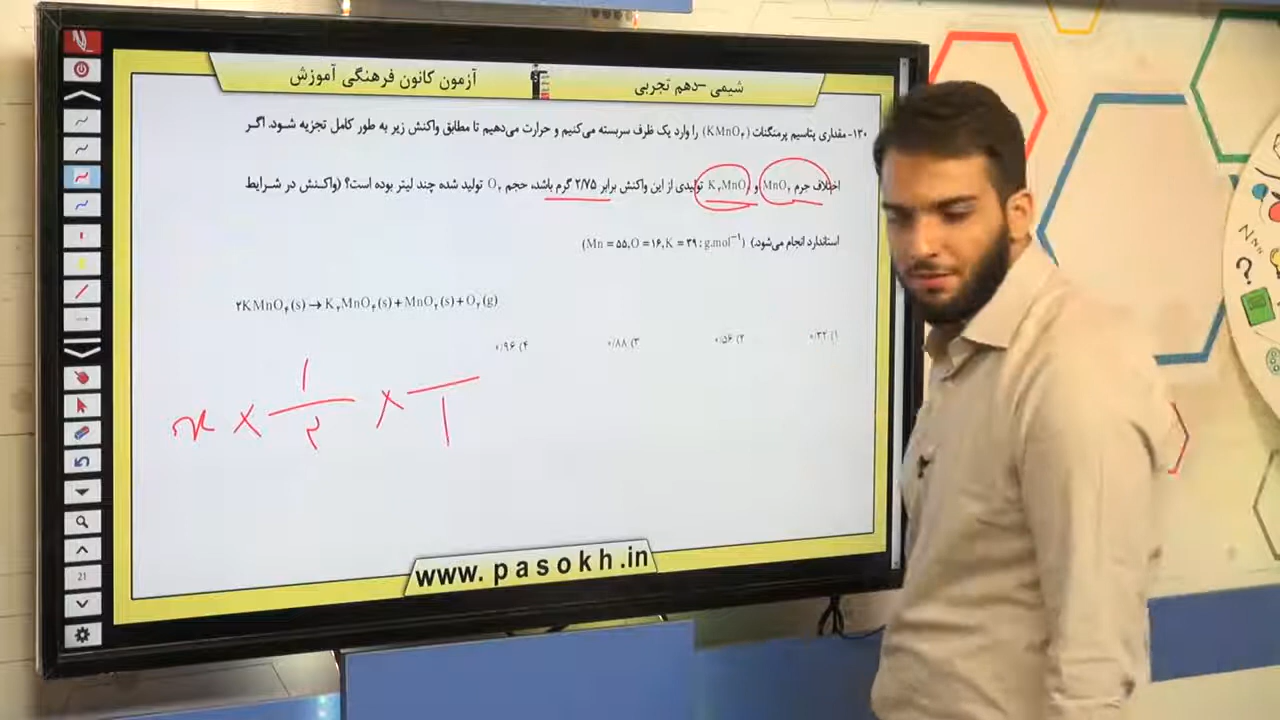 آزمون کانون فرهنگی آموزش
شیمی – دهم تجربی
۱۳۰- مقداری پتاسیم پرمنگنات (KMnO۴) را وارد یک ظرف سربسته می‌کنیم و حرارت می‌دهیم تا مطابق واکنش زیر به طور کامل تجزیه شود. اگر
اختلاف جرم MnO۲ و K۲MnO۴ تولیدی از این واکنش برابر ۲/۷۵ گرم باشد، حجم O۲ تولید شده چند لیتر بوده است؟ (واکنش در شرایط
استاندارد انجام می‌شود.) (Mn = ۵۵, O = ۱۶, K = ۳۹ : g.mol⁻¹)
۲KMnO۴(s) → K۲MnO۴(s) + MnO۲(s) + O۲(g)
۱) ۰/۳۲
۲) ۰/۵۶
۳) ۰/۸۸
۴) ۰/۹۶
x × ۱/۲ × /۱
www.pasokh.in
21
NNN
?